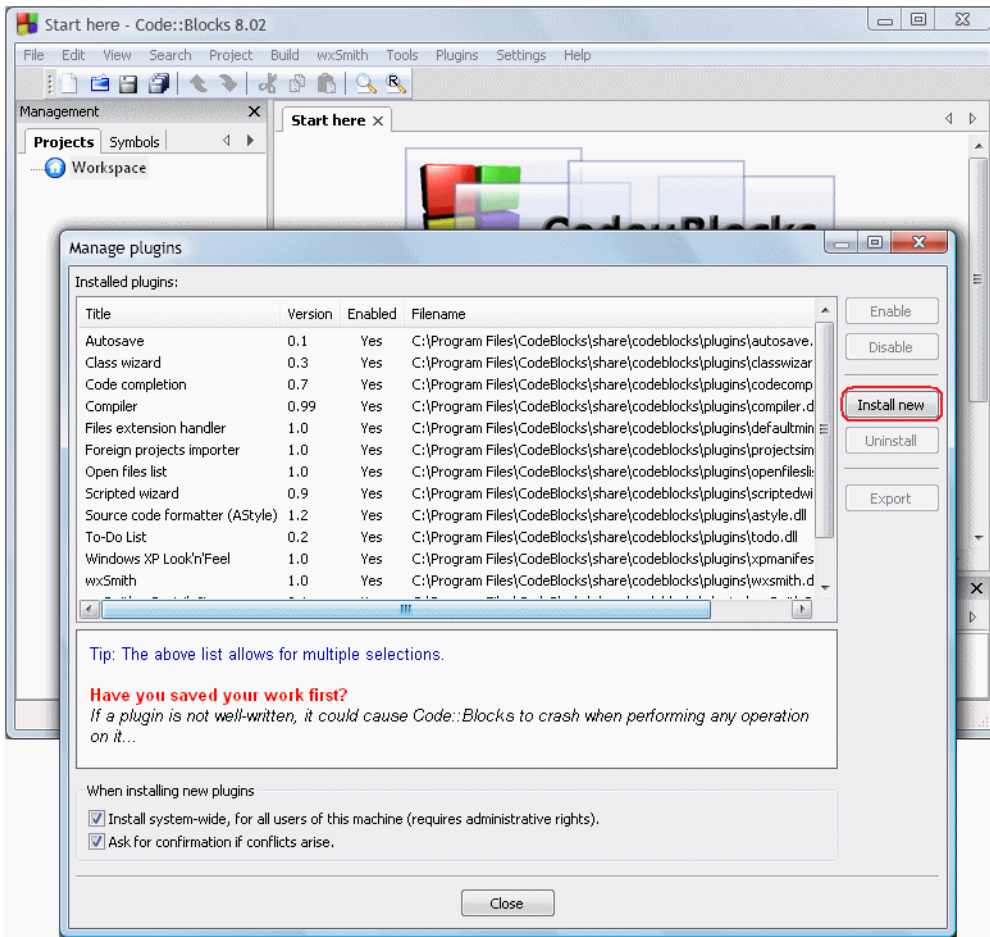 Start here - Code::Blocks 8.02
File Edit View Search Project Build wxSmith Tools Plugins Settings Help
Management
Start here
Projects Symbols
Workspace
Manage plugins
Installed plugins:
Title Version Enabled Filename
Enable
Autosave 0.1 Yes C:\Program Files\CodeBlocks\share\codeblocks\plugins\autosave.
Disable
Class wizard 0.3 Yes C:\Program Files\CodeBlocks\share\codeblocks\plugins\classwizar
Code completion 0.7 Yes C:\Program Files\CodeBlocks\share\codeblocks\plugins\codecomp
Compiler 0.99 Yes C:\Program Files\CodeBlocks\share\codeblocks\plugins\compiler.d
Install new
Files extension handler 1.0 Yes C:\Program Files\CodeBlocks\share\codeblocks\plugins\defaultmin
Uninstall
Foreign projects importer 1.0 Yes C:\Program Files\CodeBlocks\share\codeblocks\plugins\projectsim
Open files list 1.0 Yes C:\Program Files\CodeBlocks\share\codeblocks\plugins\openfilesli
Scripted wizard 0.9 Yes C:\Program Files\CodeBlocks\share\codeblocks\plugins\scriptedwi
Export
Source code formatter (AStyle) 1.2 Yes C:\Program Files\CodeBlocks\share\codeblocks\plugins\astyle.dll
To-Do List 0.2 Yes C:\Program Files\CodeBlocks\share\codeblocks\plugins\todo.dll
Windows XP Look'n'Feel 1.0 Yes C:\Program Files\CodeBlocks\share\codeblocks\plugins\xpmanifes
wxSmith 1.0 Yes C:\Program Files\CodeBlocks\share\codeblocks\plugins\wxsmith.d
Tip: The above list allows for multiple selections.
Have you saved your work first?
If a plugin is not well-written, it could cause Code::Blocks to crash when performing any operation
on it...
When installing new plugins
Install system-wide, for all users of this machine (requires administrative rights).
Ask for confirmation if conflicts arise.
Close